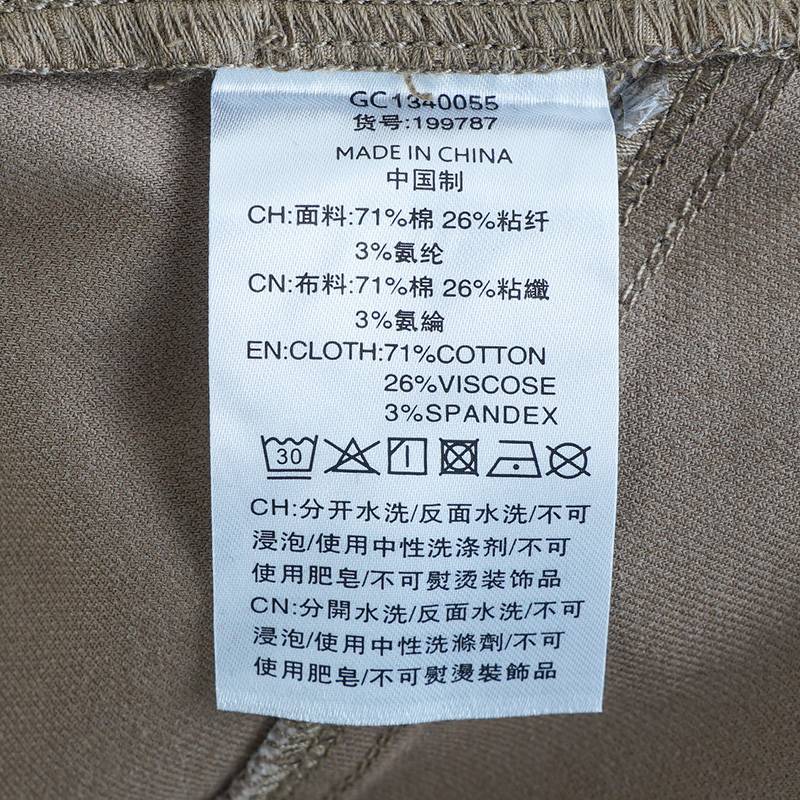 GC1340055
货号:199787
MADE IN CHINA
中国制
CH:面料:71%棉 26%粘纤
3%氨纶
CN:布料:71%棉 26%粘纖
3%氨綸
EN:CLOTH:71%COTTON
26%VISCOSE
3%SPANDEX
30
CH:分开水洗/反面水洗/不可
浸泡/使用中性洗涤剂/不可
使用肥皂/不可熨烫装饰品
CN:分開水洗/反面水洗/不可
浸泡/使用中性洗滌劑/不可
使用肥皂/不可熨燙裝飾品